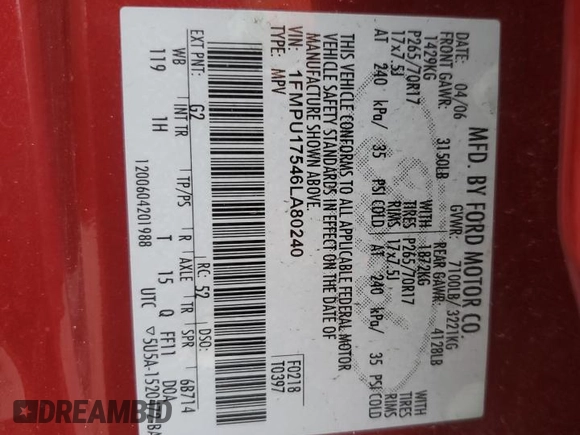 MFD. BY FORD MOTOR CO.
DATE: 04/06
GVWR: 7100LB/ 3221KG
FRONT GAWR: 3150LB
REAR GAWR: 4128LB
1429KG WITH
1872KG WITH
P265/70R17 TIRES
P265/70R17 TIRES
17x7.5J RIMS
17x7.5J RIMS
AT 240 kPa/ 35 PSI COLD
AT 240 kPa/ 35 PSI COLD
THIS VEHICLE CONFORMS TO ALL APPLICABLE FEDERAL MOTOR
VEHICLE SAFETY STANDARDS IN EFFECT ON THE DATE OF
MANUFACTURE SHOWN ABOVE.
VIN: 1FMPU17546LA80240
TYPE: MPV
F0218
T0397
EXT PNT: G2
RC: 52
DSO:
WB INT TR TP/PS R AXLE TR SPR
119 1H T 15 Q FF11
6B714
1200604201988
UTC
DREAMBID